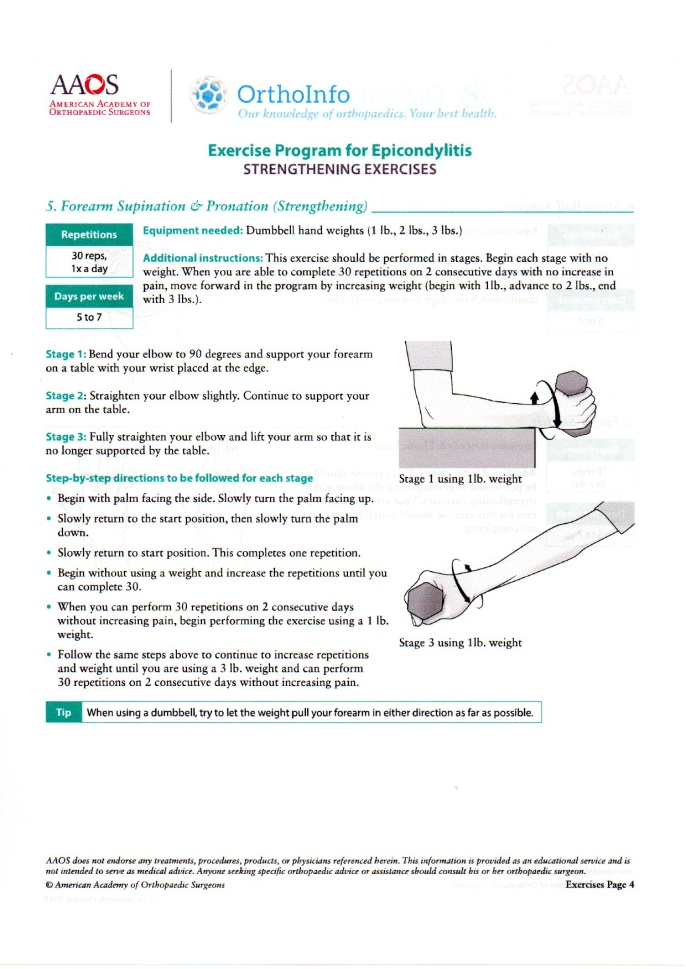 AAOS
AMERICAN ACADEMY OF
ORTHOPAEDIC SURGEONS
OrthoInfo
Our knowledge of orthopaedics. Your best health.
Exercise Program for Epicondylitis
STRENGTHENING EXERCISES
5. Forearm Supination & Pronation (Strengthening)
Repetitions
30 reps,
1x a day
Days per week
5 to 7
Equipment needed: Dumbbell hand weights (1 lb., 2 lbs., 3 lbs.)
Additional instructions: This exercise should be performed in stages. Begin each stage with no
weight. When you are able to complete 30 repetitions on 2 consecutive days with no increase in
pain, move forward in the program by increasing weight (begin with 1lb., advance to 2 lbs., end
with 3 lbs.).
Stage 1: Bend your elbow to 90 degrees and support your forearm
on a table with your wrist placed at the edge.
Stage 2: Straighten your elbow slightly. Continue to support your
arm on the table.
Stage 3: Fully straighten your elbow and lift your arm so that it is
no longer supported by the table.
Step-by-step directions to be followed for each stage
• Begin with palm facing the side. Slowly turn the palm facing up.
• Slowly return to the start position, then slowly turn the palm
down.
• Slowly return to start position. This completes one repetition.
• Begin without using a weight and increase the repetitions until you
can complete 30.
• When you can perform 30 repetitions on 2 consecutive days
without increasing pain, begin performing the exercise using a 1 lb.
weight.
• Follow the same steps above to continue to increase repetitions
and weight until you are using a 3 lb. weight and can perform
30 repetitions on 2 consecutive days without increasing pain.
Stage 1 using 1lb. weight
Stage 3 using 1lb. weight
Tip When using a dumbbell, try to let the weight pull your forearm in either direction as far as possible.
AAOS does not endorse any treatments, procedures, products, or physicians referenced herein. This information is provided as an educational service and is
not intended to serve as medical advice. Anyone seeking specific orthopaedic advice or assistance should consult his or her orthopaedic surgeon.
© American Academy of Orthopaedic Surgeons
Exercises Page 4